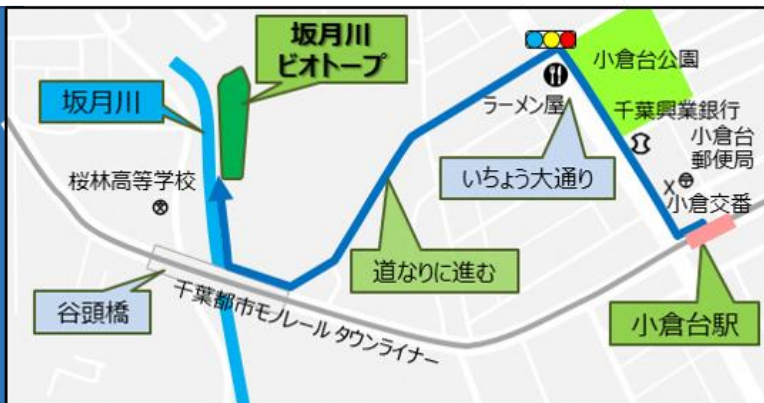 坂月川
ビオトープ
坂月川
桜林高等学校
谷頭橋
千葉都市モノレール タウンライナー
道なりに進む
ラーメン屋
いちょう大通り
小倉台公園
千葉興業銀行
小倉台
郵便局
小倉交番
小倉台駅